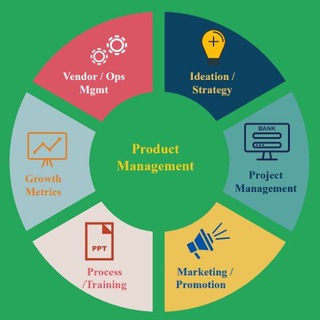 Vendor / Ops
Mgmt
Ideation /
Strategy
BANK
Project
Management
Marketing /
Promotion
PPT
Process
/Training
Growth
Metrics
Product
Management